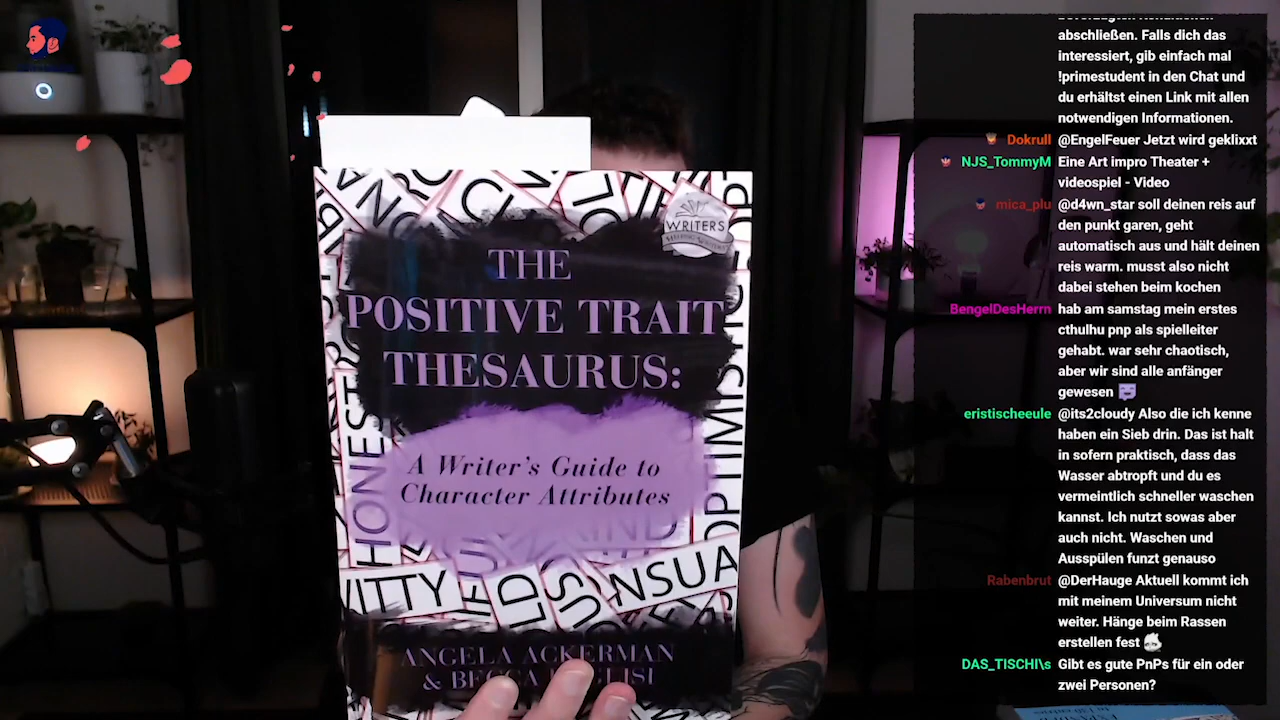 WRITERS
THE
POSITIVE TRAIT
THESAURUS:
A Writer's Guide to
Character Attributes
HONEST
OPTIMISTIC
WITTY
ANGELA ACKERMAN
&
abschließen. Falls dich das
interessiert, gib einfach mal
!primestudent in den Chat und
du erhältst einen Link mit allen
notwendigen Informationen.
Dokrull @EngelFeuer Jetzt wird geklixxt
NJS_TommyM Eine Art impro Theater +
videospiel - Video
mica_plu @d4wn_star soll deinen reis auf
den punkt garen, geht
automatisch aus und hält deinen
reis warm. musst also nicht
dabei stehen beim kochen
BengelDesHerrn hab am samstag mein erstes
cthulhu pnp als spielleiter
gehabt. war sehr chaotisch,
aber wir sind alle anfänger
gewesen
eristischeeule @its2cloudy Also die ich kenne
haben ein Sieb drin. Das ist halt
in sofern praktisch, dass das
Wasser abtropft und du es
vermeintlich schneller waschen
kannst. Ich nutzt sowas aber
auch nicht. Waschen und
Ausspülen funzt genauso
Rabenbrut @DerHauge Aktuell kommt ich
mit meinem Universum nicht
weiter. Hänge beim Rassen
erstellen fest
DAS_TISCHI\s Gibt es gute PnPs für ein oder
zwei Personen?